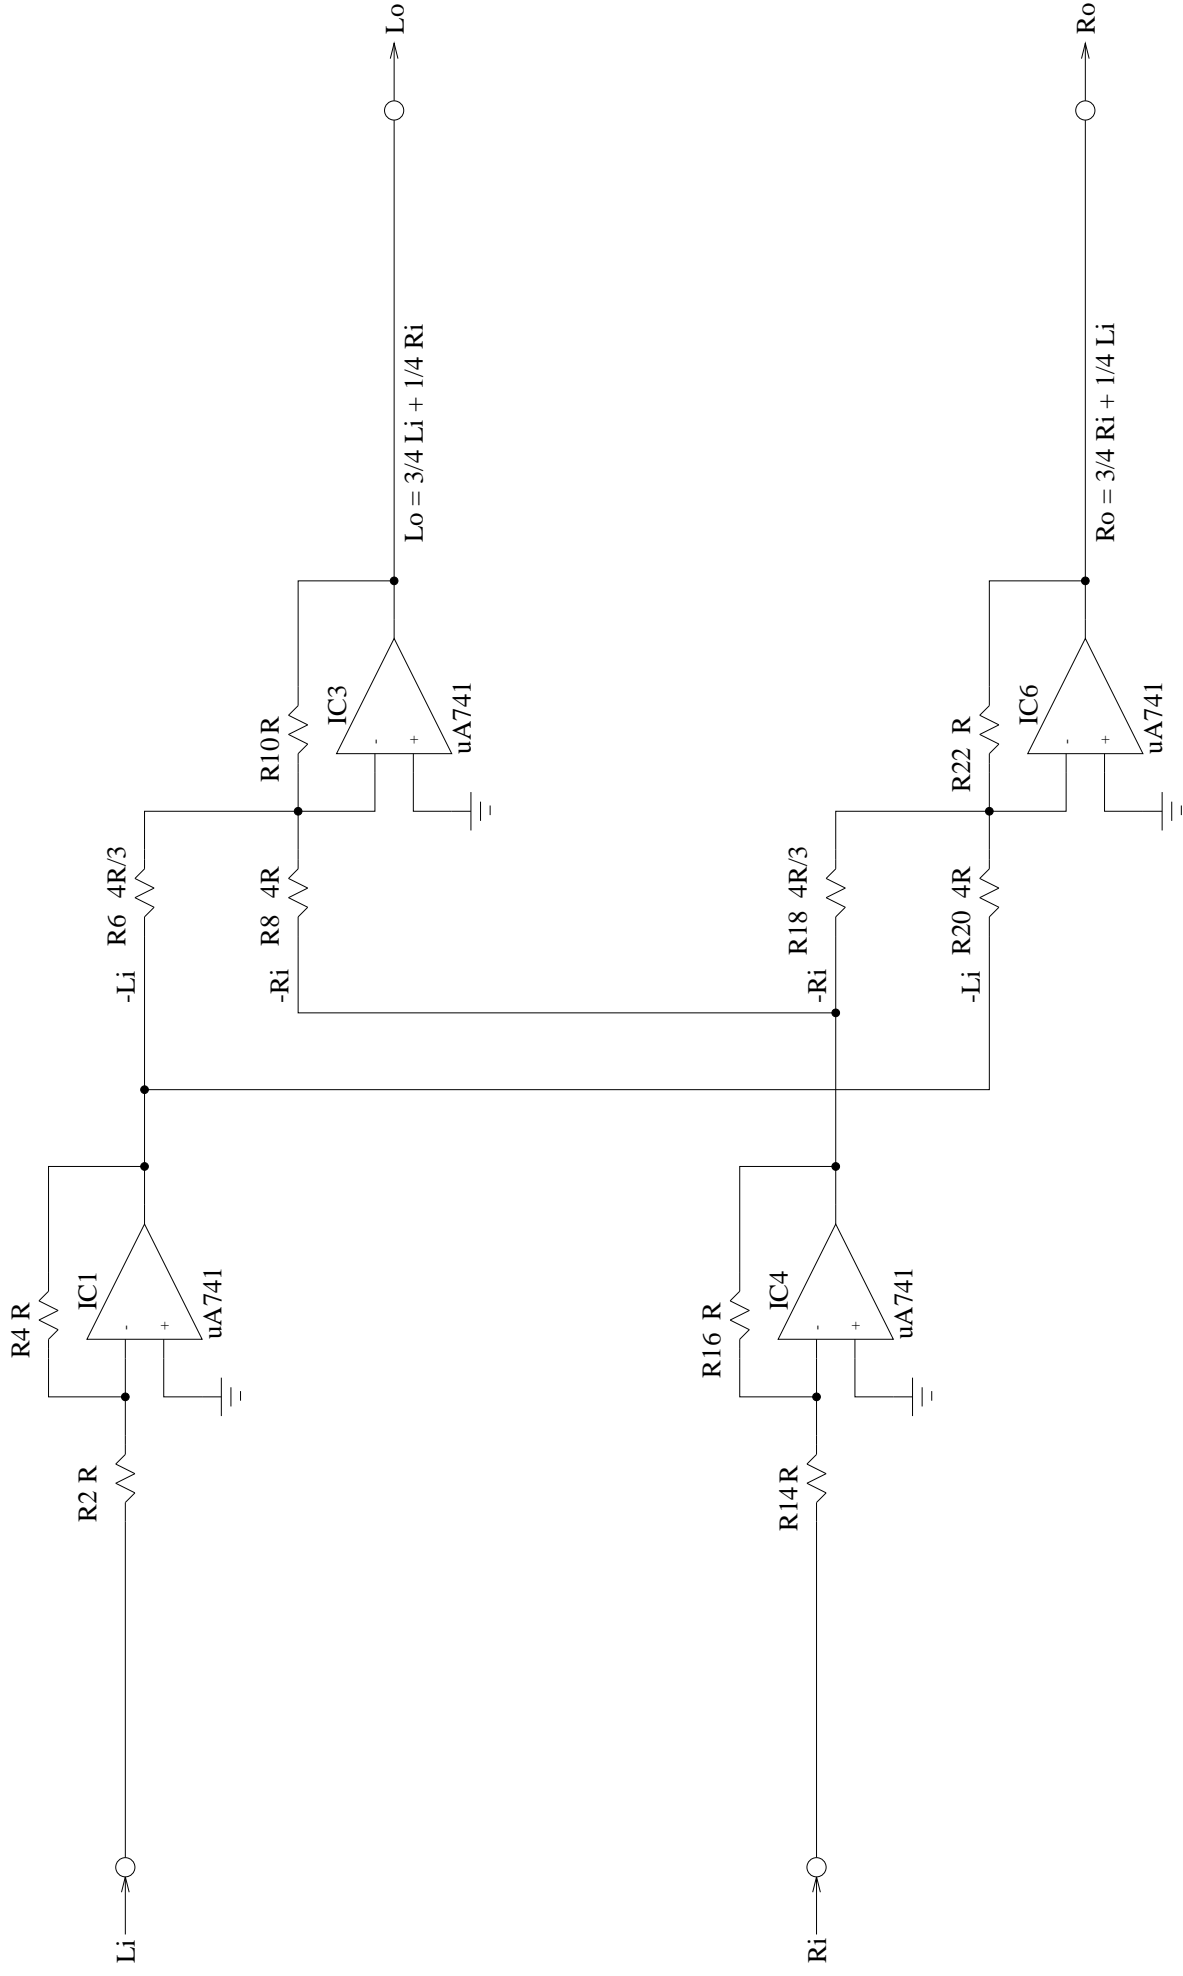 Li
R2 R
R4 R
IC1
-
+
uA741
-Li
R6 4R/3
-Ri
R8 4R
R10 R
IC3
-
+
uA741
Lo = 3/4 Li + 1/4 Ri
Lo
Ri
R14 R
R16 R
IC4
-
+
uA741
-Ri
R18 4R/3
-Li
R20 4R
R22 R
IC6
-
+
uA741
Ro = 3/4 Ri + 1/4 Li
Ro